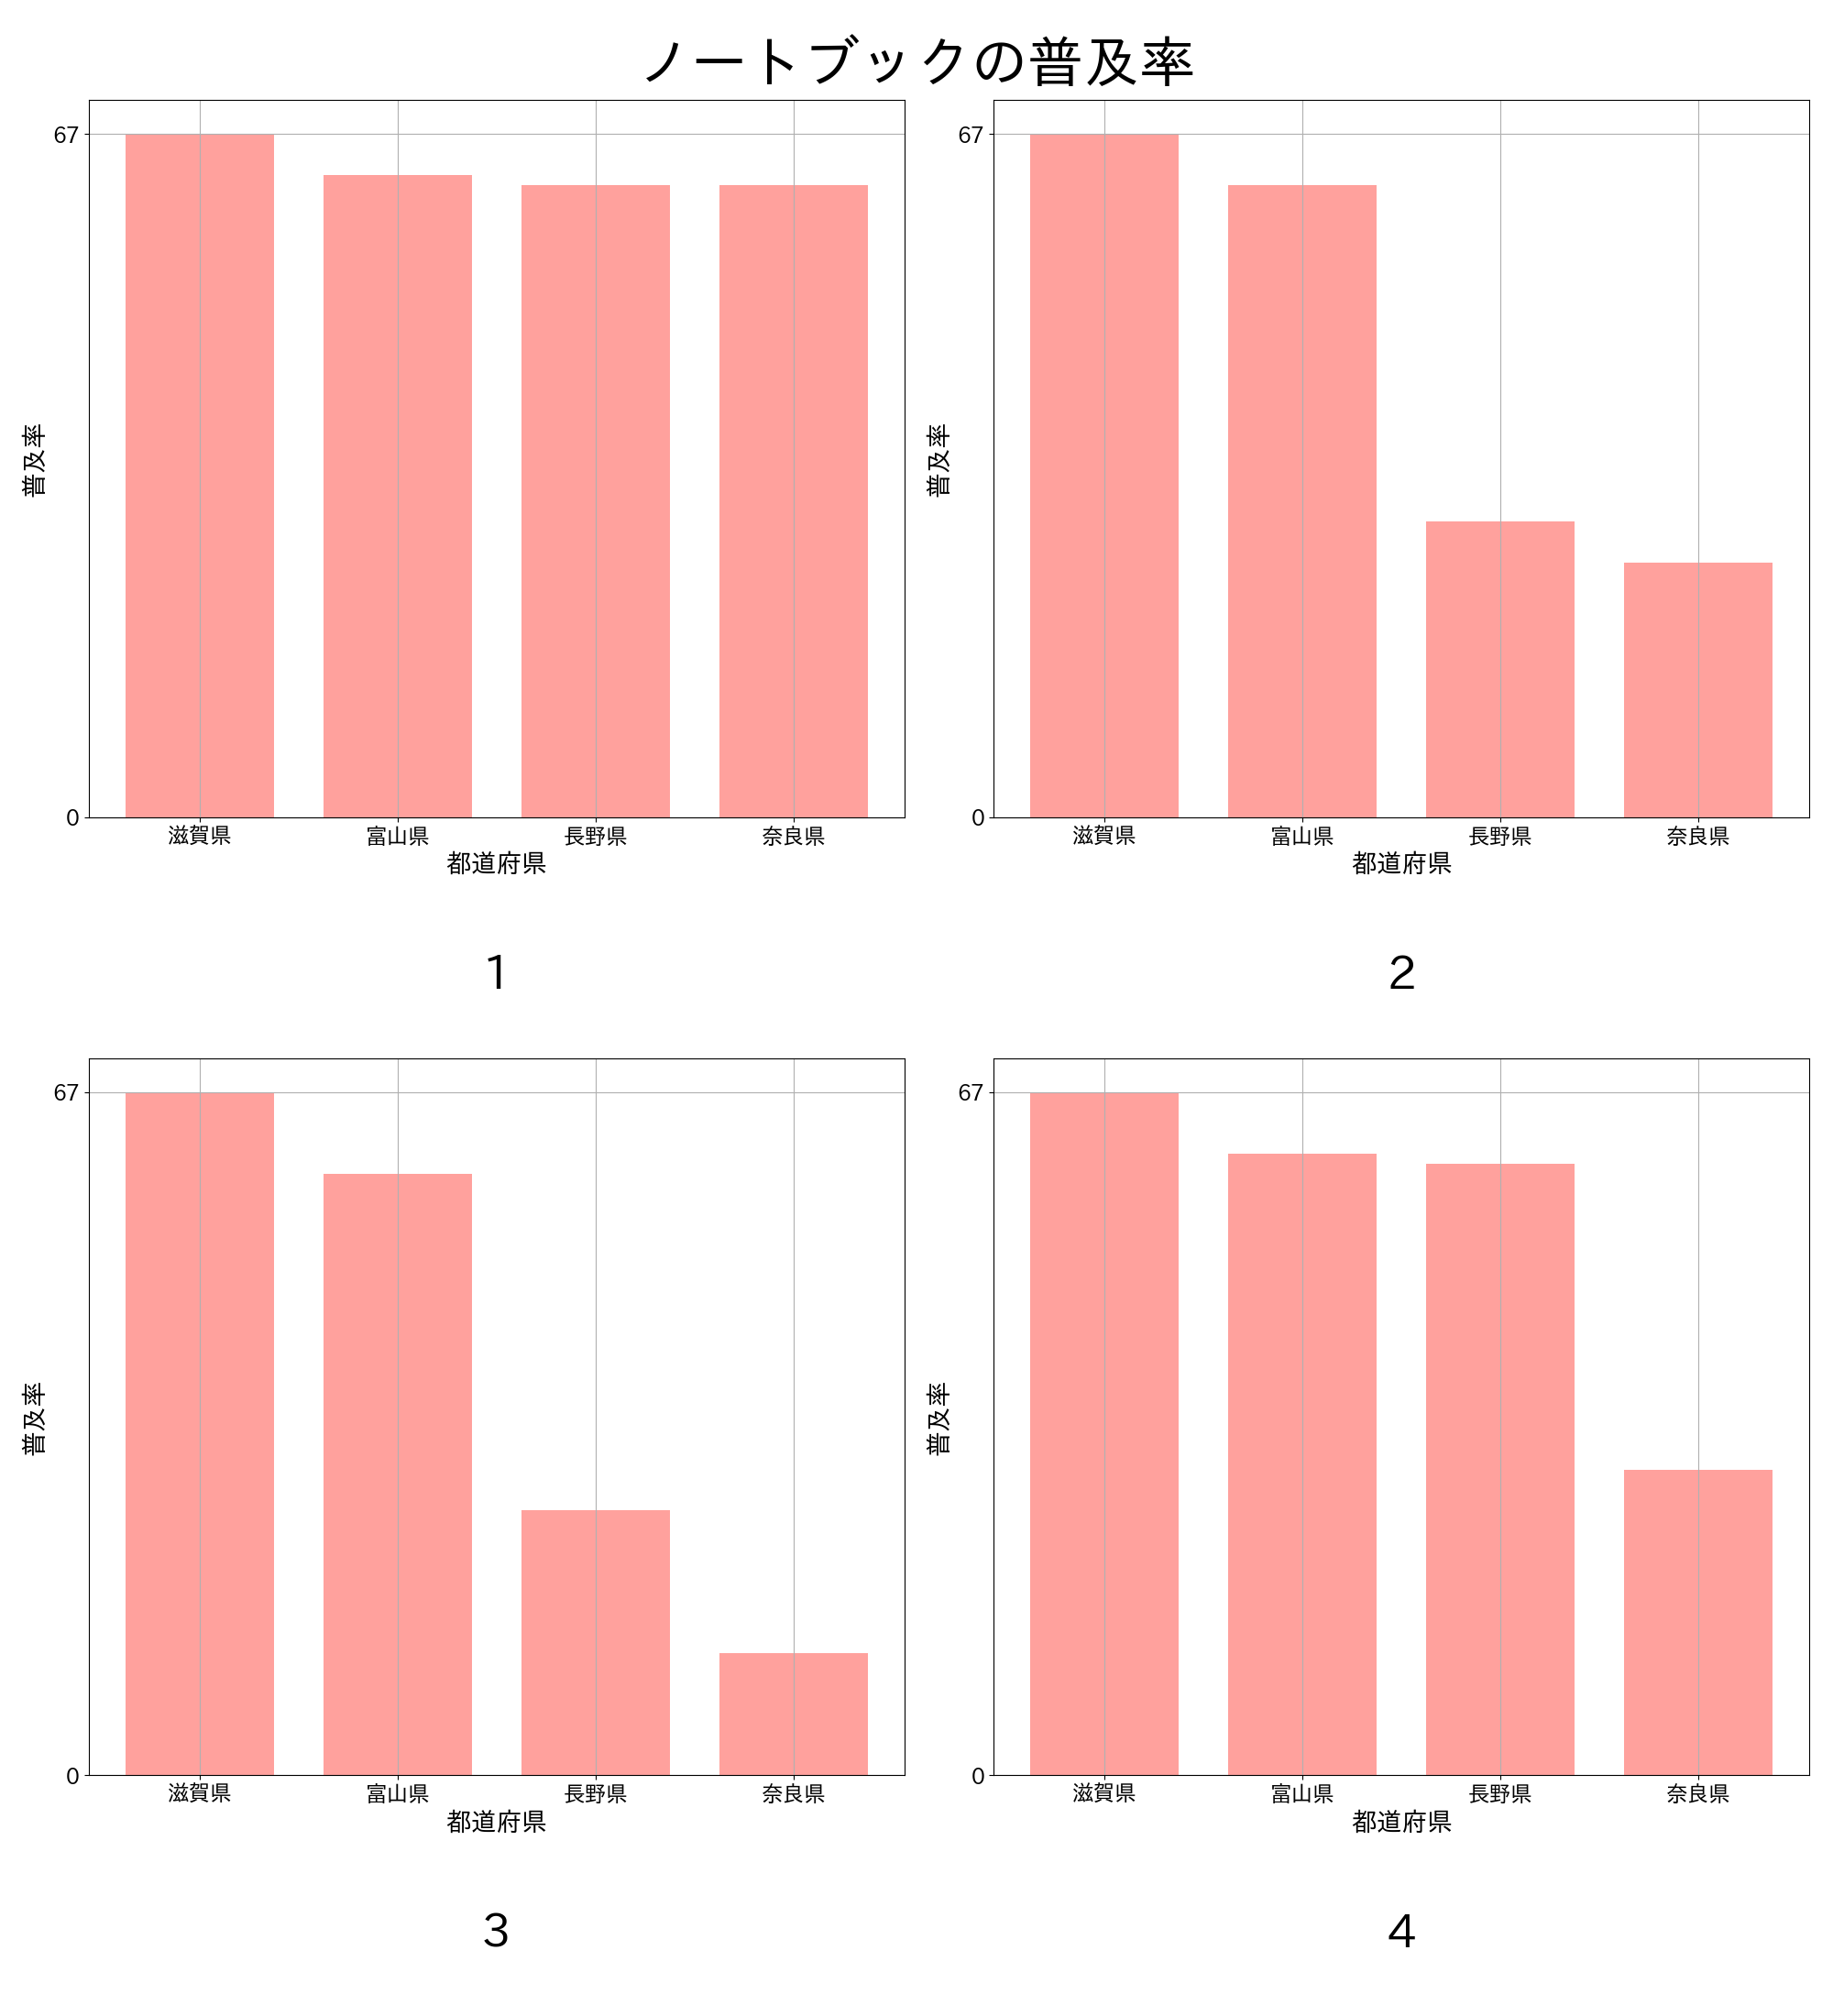 ノートブックの普及率
普及率
67
0
滋賀県 富山県 長野県 奈良県
都道府県
1
普及率
67
0
滋賀県 富山県 長野県 奈良県
都道府県
2
普及率
67
0
滋賀県 富山県 長野県 奈良県
都道府県
3
普及率
67
0
滋賀県 富山県 長野県 奈良県
都道府県
4